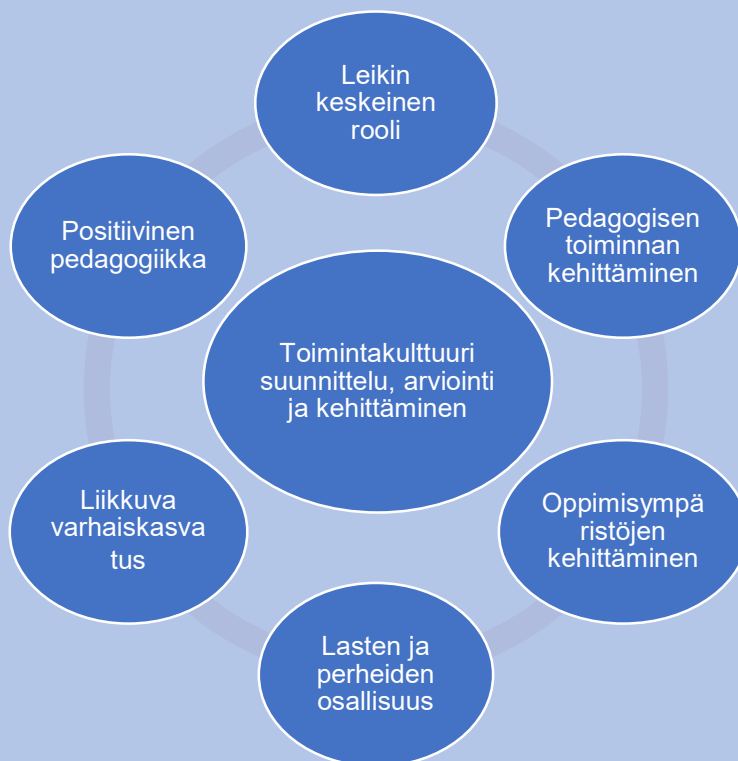 Leikin
keskeinen
rooli
Pedagogisen
toiminnan
kehittäminen
Oppimisympä
ristöjen
kehittäminen
Lasten ja
perheiden
osallisuus
Liikkuva
varhaiskasva
tus
Positiivinen
pedagogiikka
Toimintakulttuuri
suunnittelu, arviointi
ja kehittäminen